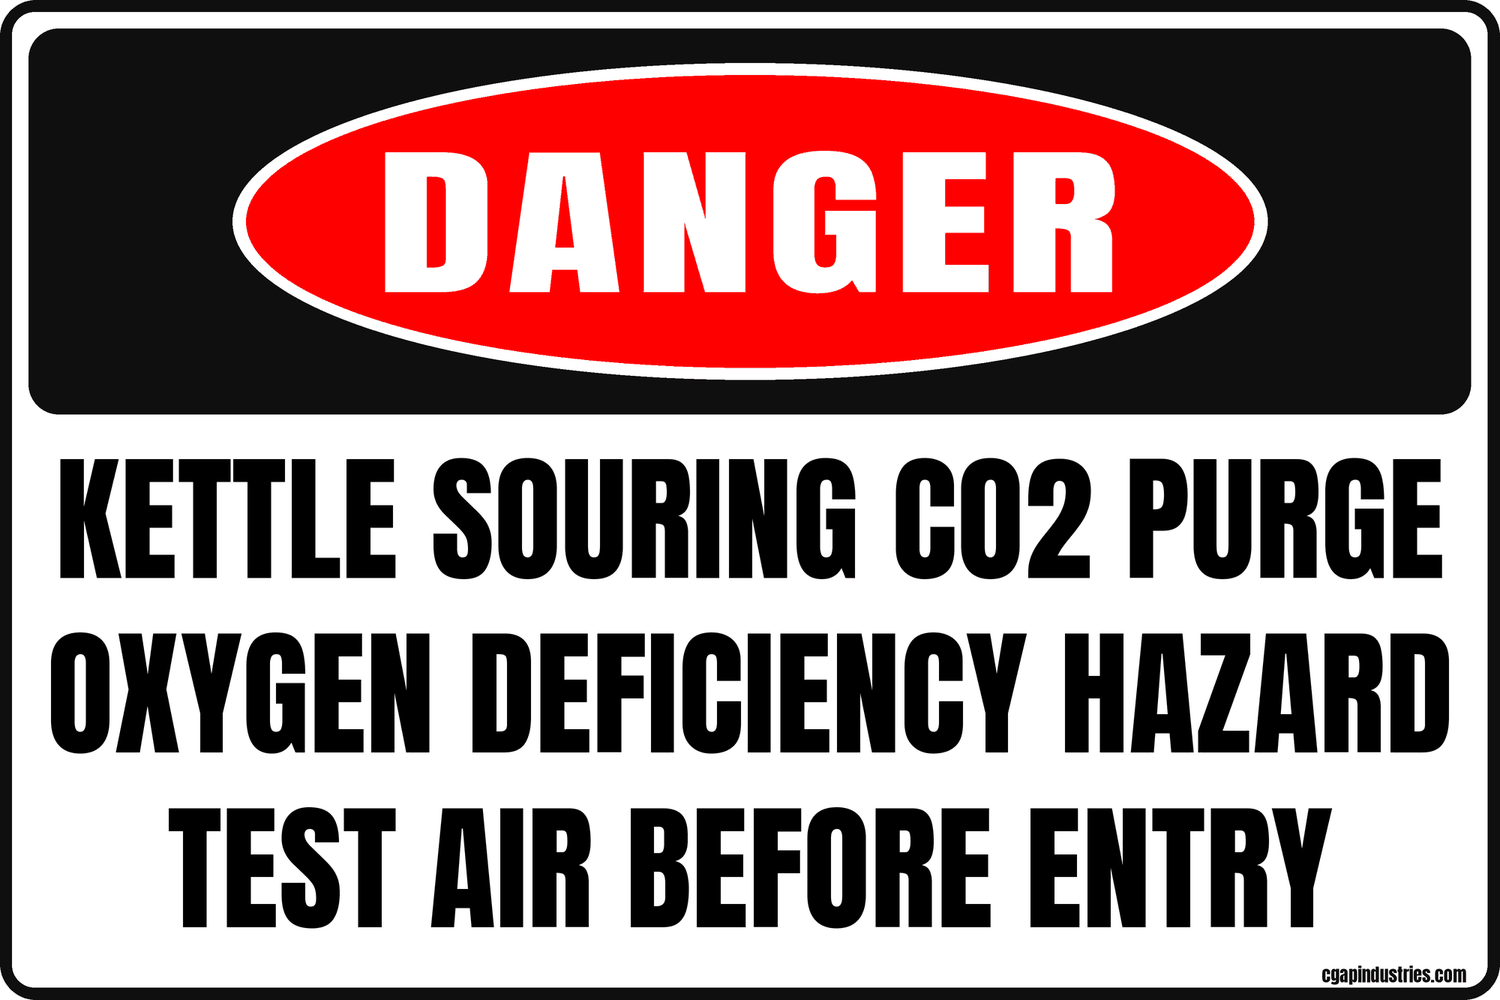 DANGER
KETTLE SOURING CO2 PURGE
OXYGEN DEFICIENCY HAZARD
TEST AIR BEFORE ENTRY
cgapindustries.com